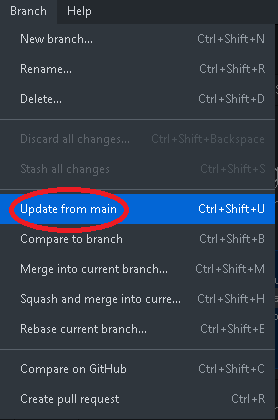 Branch Help
New branch... Ctrl+Shift+N
Rename... Ctrl+Shift+R
Delete... Ctrl+Shift+D
Discard all changes... Ctrl+Shift+Backspace
Stash all changes Ctrl+Shift+S
Update from main Ctrl+Shift+U
Compare to branch Ctrl+Shift+B
Merge into current branch... Ctrl+Shift+M
Squash and merge into curre... Ctrl+Shift+H
Rebase current branch... Ctrl+Shift+E
Compare on GitHub Ctrl+Shift+C
Create pull request Ctrl+R